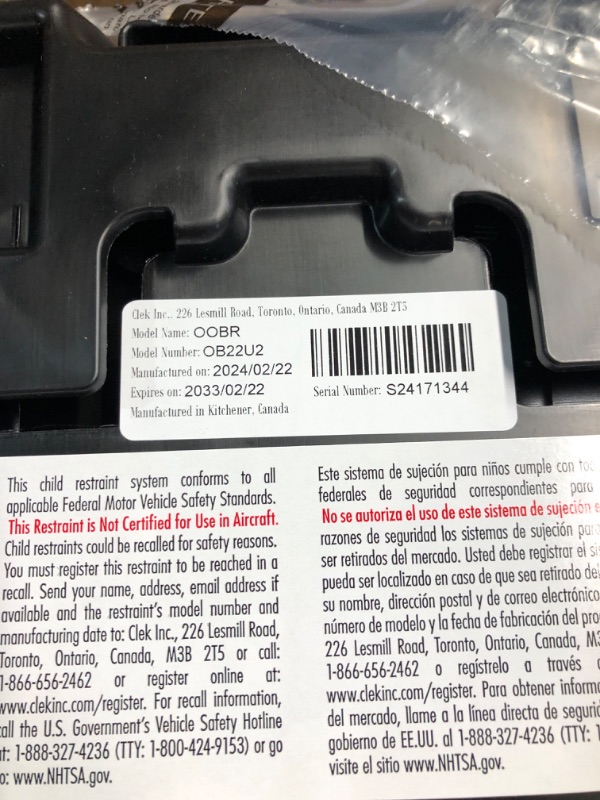 Clek Inc., 226 Lesmill Road, Toronto, Ontario, Canada M3B 2T5
Model Name: OOBR
Model Number: OB22U2
Manufactured on: 2024/02/22
Expires on: 2033/02/22
Manufactured in Kitchener, Canada
Serial Number: S24171344
This child restraint system conforms to all
applicable Federal Motor Vehicle Safety Standards.
This Restraint is Not Certified for Use in Aircraft.
Child restraints could be recalled for safety reasons.
You must register this restraint to be reached in a
recall. Send your name, address, email address if
available and the restraint's model number and
manufacturing date to: Clek Inc., 226 Lesmill Road,
Toronto, Ontario, Canada, M3B 2T5 or call:
1-866-656-2462 or register online at:
www.clekinc.com/register. For recall information,
call the U.S. Government's Vehicle Safety Hotline
at: 1-888-327-4236 (TTY: 1-800-424-9153) or go
to: www.NHTSA.gov.
Este sistema de sujeción para niños cumple con
federales de seguridad correspondientes para
No se autoriza el uso de este sistema de sujeción
razones de seguridad los sistemas de sujeción
ser retirados del mercado. Usted debe registrar el
pueda ser localizado en caso de que sea retirado
su nombre, dirección postal y de correo electrónico
número de modelo y la fecha de fabricación del
226 Lesmill Road, Toronto, Ontario, Canada,
1-866-656-2462 o regístrelo a través
www.clekinc.com/register. Para obtener
del mercado, llame a la línea directa de
gobierno de EE.UU. al 1-888-327-4236 (TTY:
visite el sitio www.NHTSA.gov.